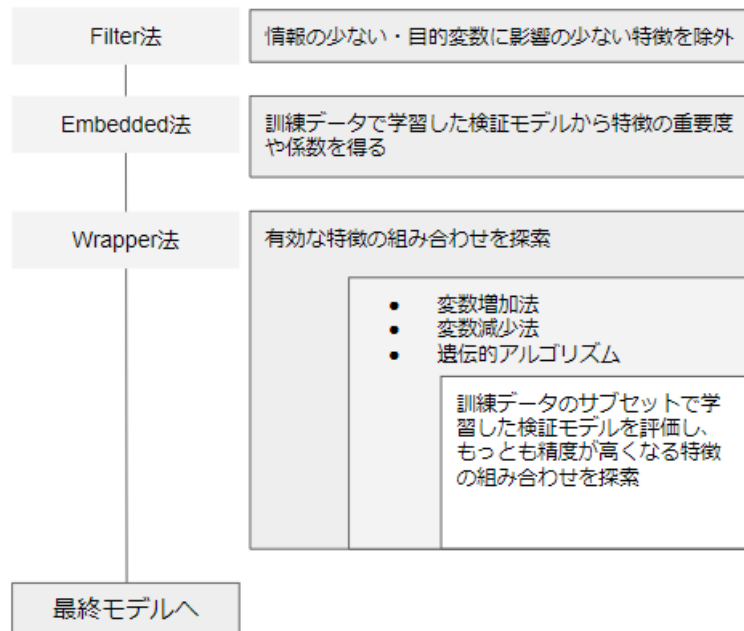 Filter法
情報の少ない・目的変数に影響の少ない特徴を除外
Embedded法
訓練データで学習した検証モデルから特徴の重要度
や係数を得る
Wrapper法
有効な特徴の組み合わせを探索
● 変数増加法
● 変数減少法
● 遺伝的アルゴリズム
訓練データのサブセットで学
習した検証モデルを評価し、
もっとも精度が高くなる特徴
の組み合わせを探索
最終モデルへ